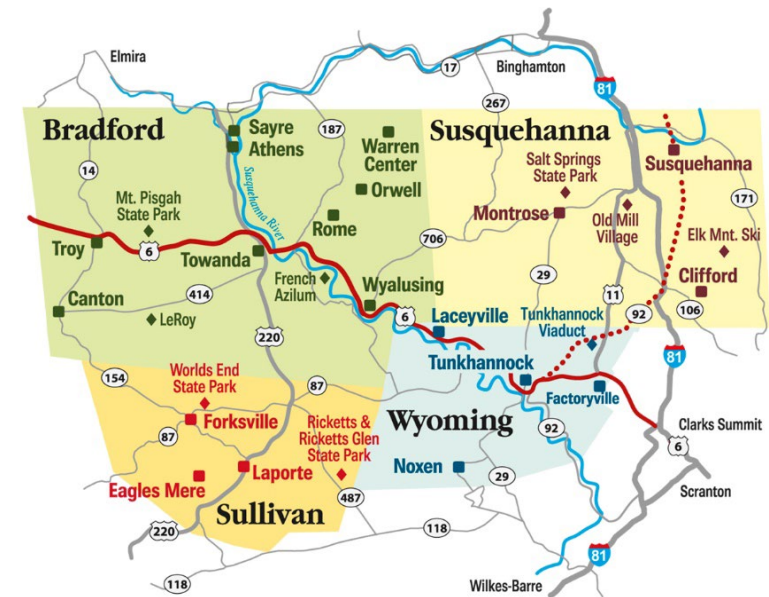 Elmira
17
Binghamton
81
267
Bradford
Sayre
Athens
187
Warren
Center
Orwell
Rome
Susquehanna River
14
Mt. Pisgah
State Park
Troy
6
Towanda
French
Azilum
Wyalusing
Canton
414
LeRoy
220
Susquehanna
Salt Springs
State Park
Susquehanna
171
Montrose
Old Mill
Village
Elk Mnt. Ski
706
29
Clifford
11
92
106
6
Laceyville
Tunkhannock
Viaduct
81
Tunkhannock
Factoryville
Wyoming
92
Clarks Summit
6
Noxen
29
Scranton
154
Worlds End
State Park
87
Forksville
87
Ricketts &
Ricketts Glen
State Park
Laporte
Eagles Mere
487
Sullivan
220
118
118
81
Wilkes-Barre